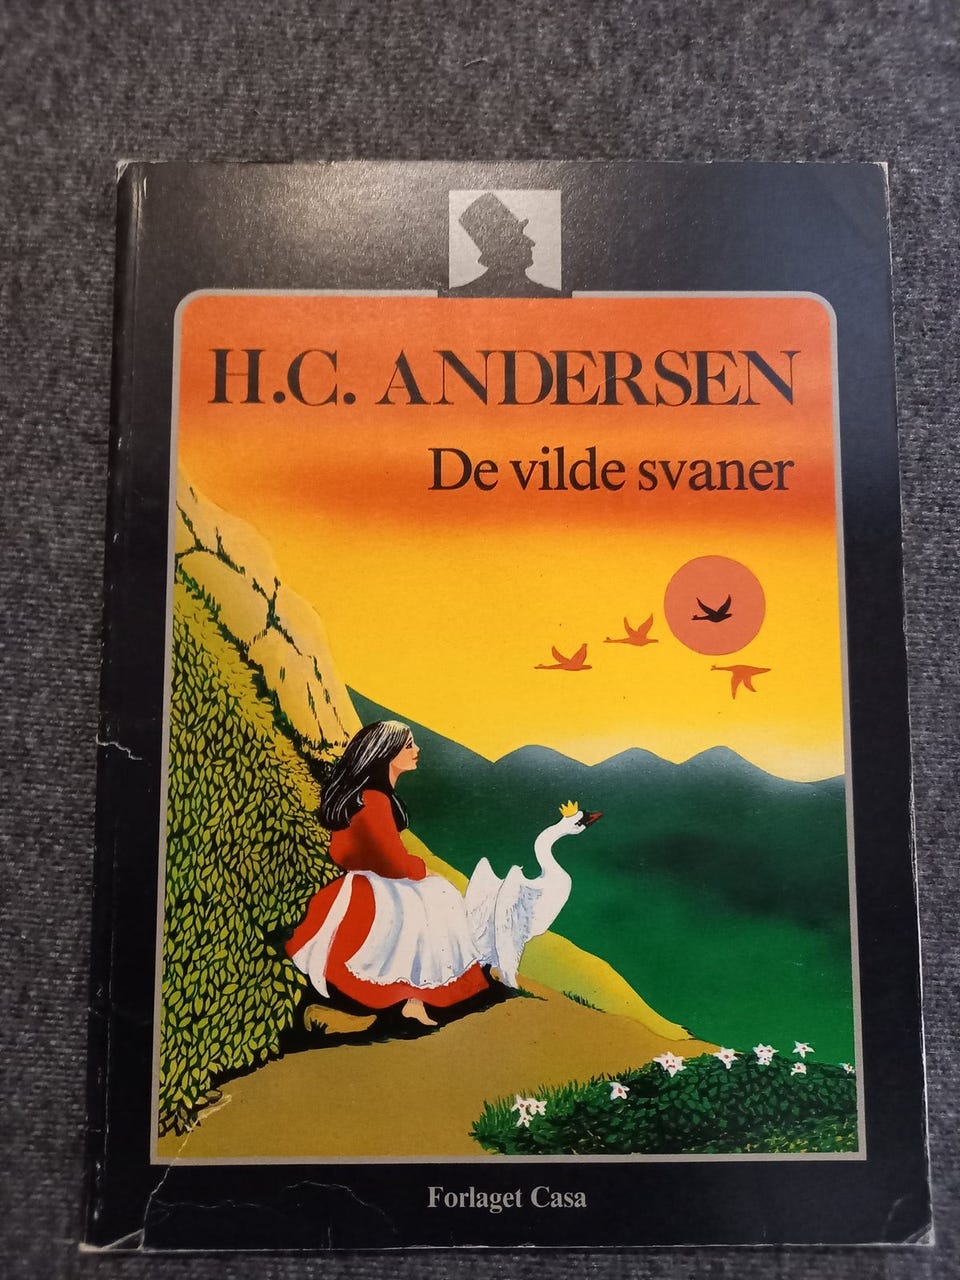 H.C. ANDERSEN
De vilde svaner
Forlaget Casa